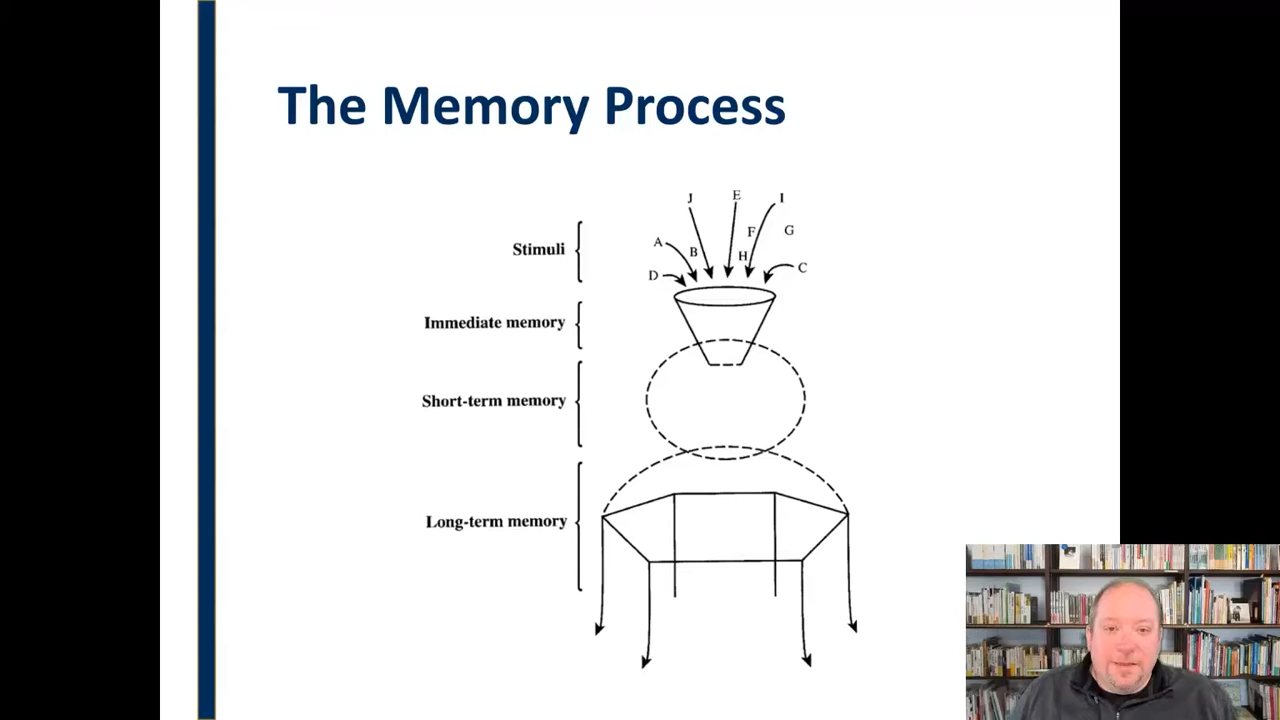 The Memory Process
J E I
F G
A
Stimuli
B
H
D
C
Immediate memory
Short-term memory
Long-term memory